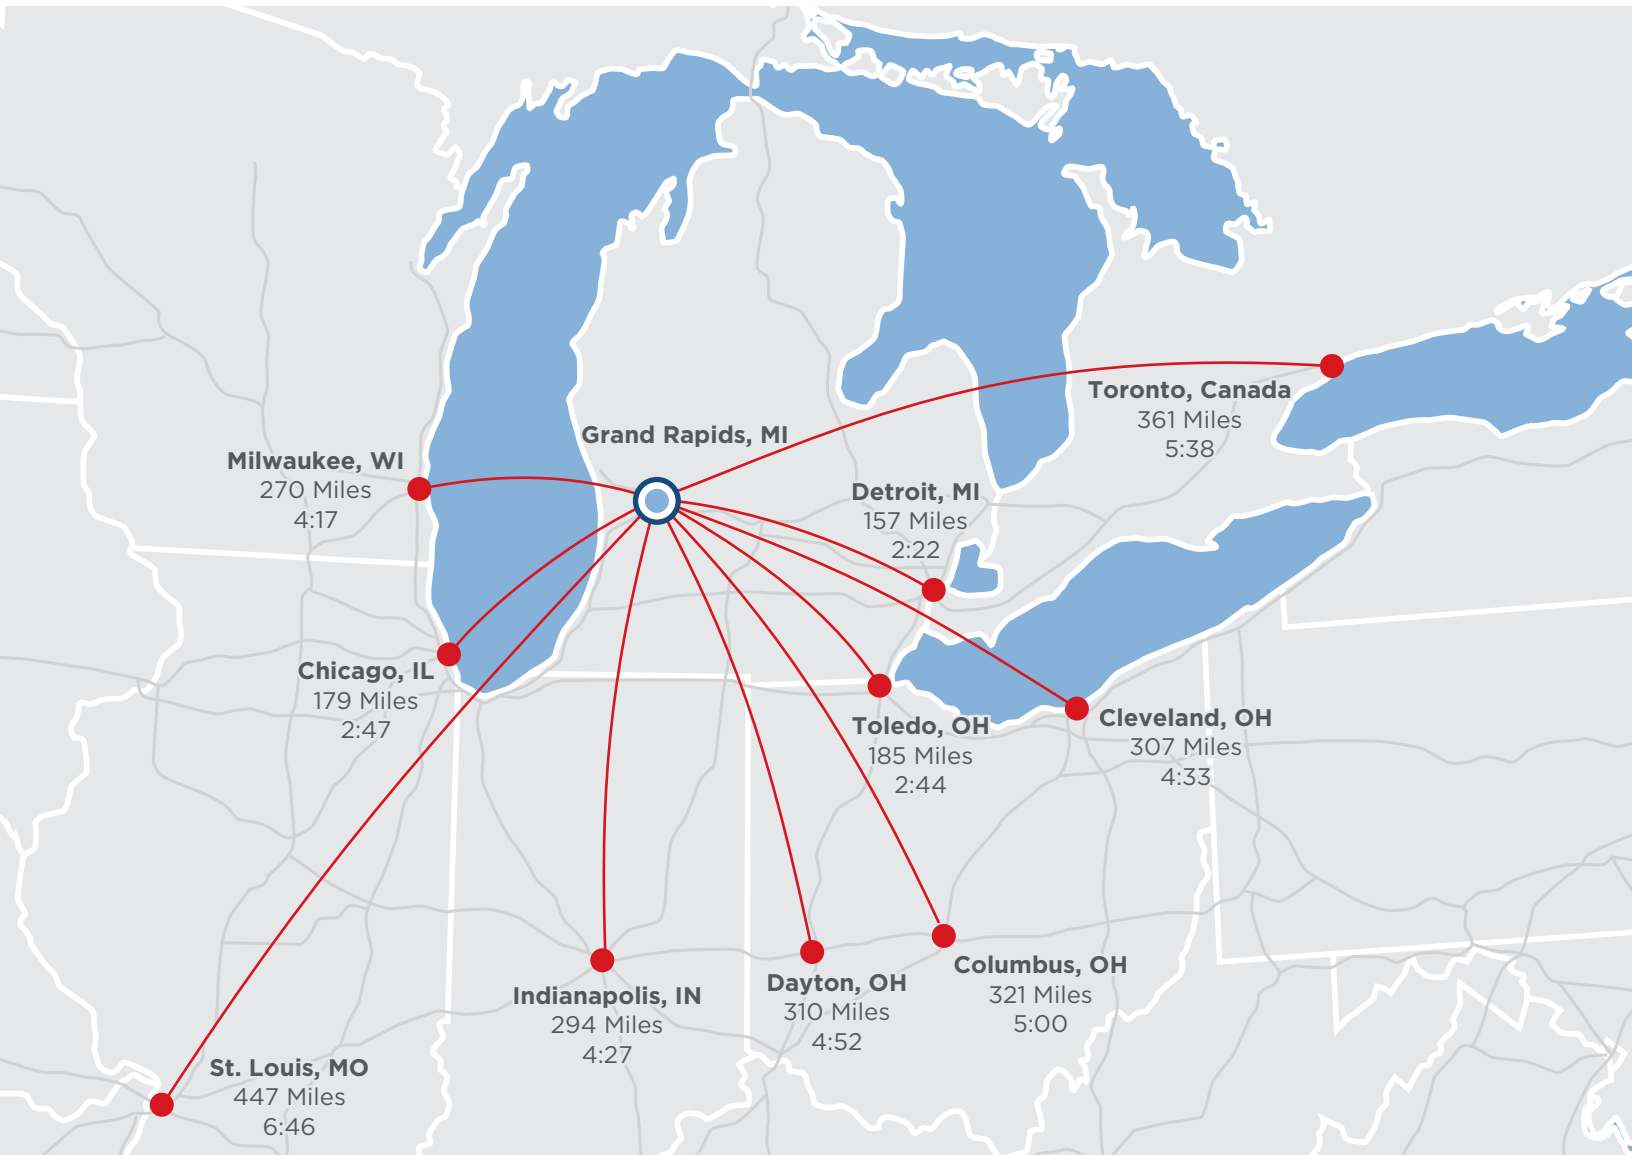 Toronto, Canada
361 Miles
5:38
Grand Rapids, MI
Milwaukee, WI
270 Miles
4:17
Detroit, MI
157 Miles
2:22
Chicago, IL
179 Miles
2:47
Toledo, OH
185 Miles
2:44
Cleveland, OH
307 Miles
4:33
Indianapolis, IN
294 Miles
4:27
Dayton, OH
310 Miles
4:52
Columbus, OH
321 Miles
5:00
St. Louis, MO
447 Miles
6:46